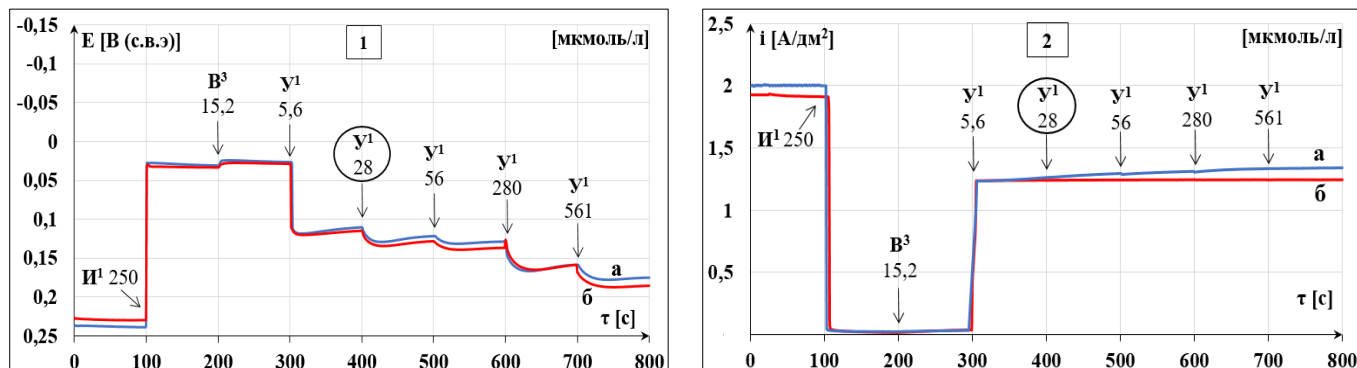 -0,15
E [В (с.в.э)]
1
[мкмоль/л]
-0,1
B³
15,2
У¹
5,6
-0,05
0
У¹
28
У¹
56
У¹
280
У¹
561
0,05
0,1
0,15
И¹ 250
а
б
0,2
τ [с]
0,25
0 100 200 300 400 500 600 700 800
2,5
i [А/дм²]
2
[мкмоль/л]
2
У¹
5,6
У¹
28
У¹
56
У¹
280
У¹
561
И¹ 250
1,5
а
б
1
B³
15,2
0,5
τ [с]
0 100 200 300 400 500 600 700 800